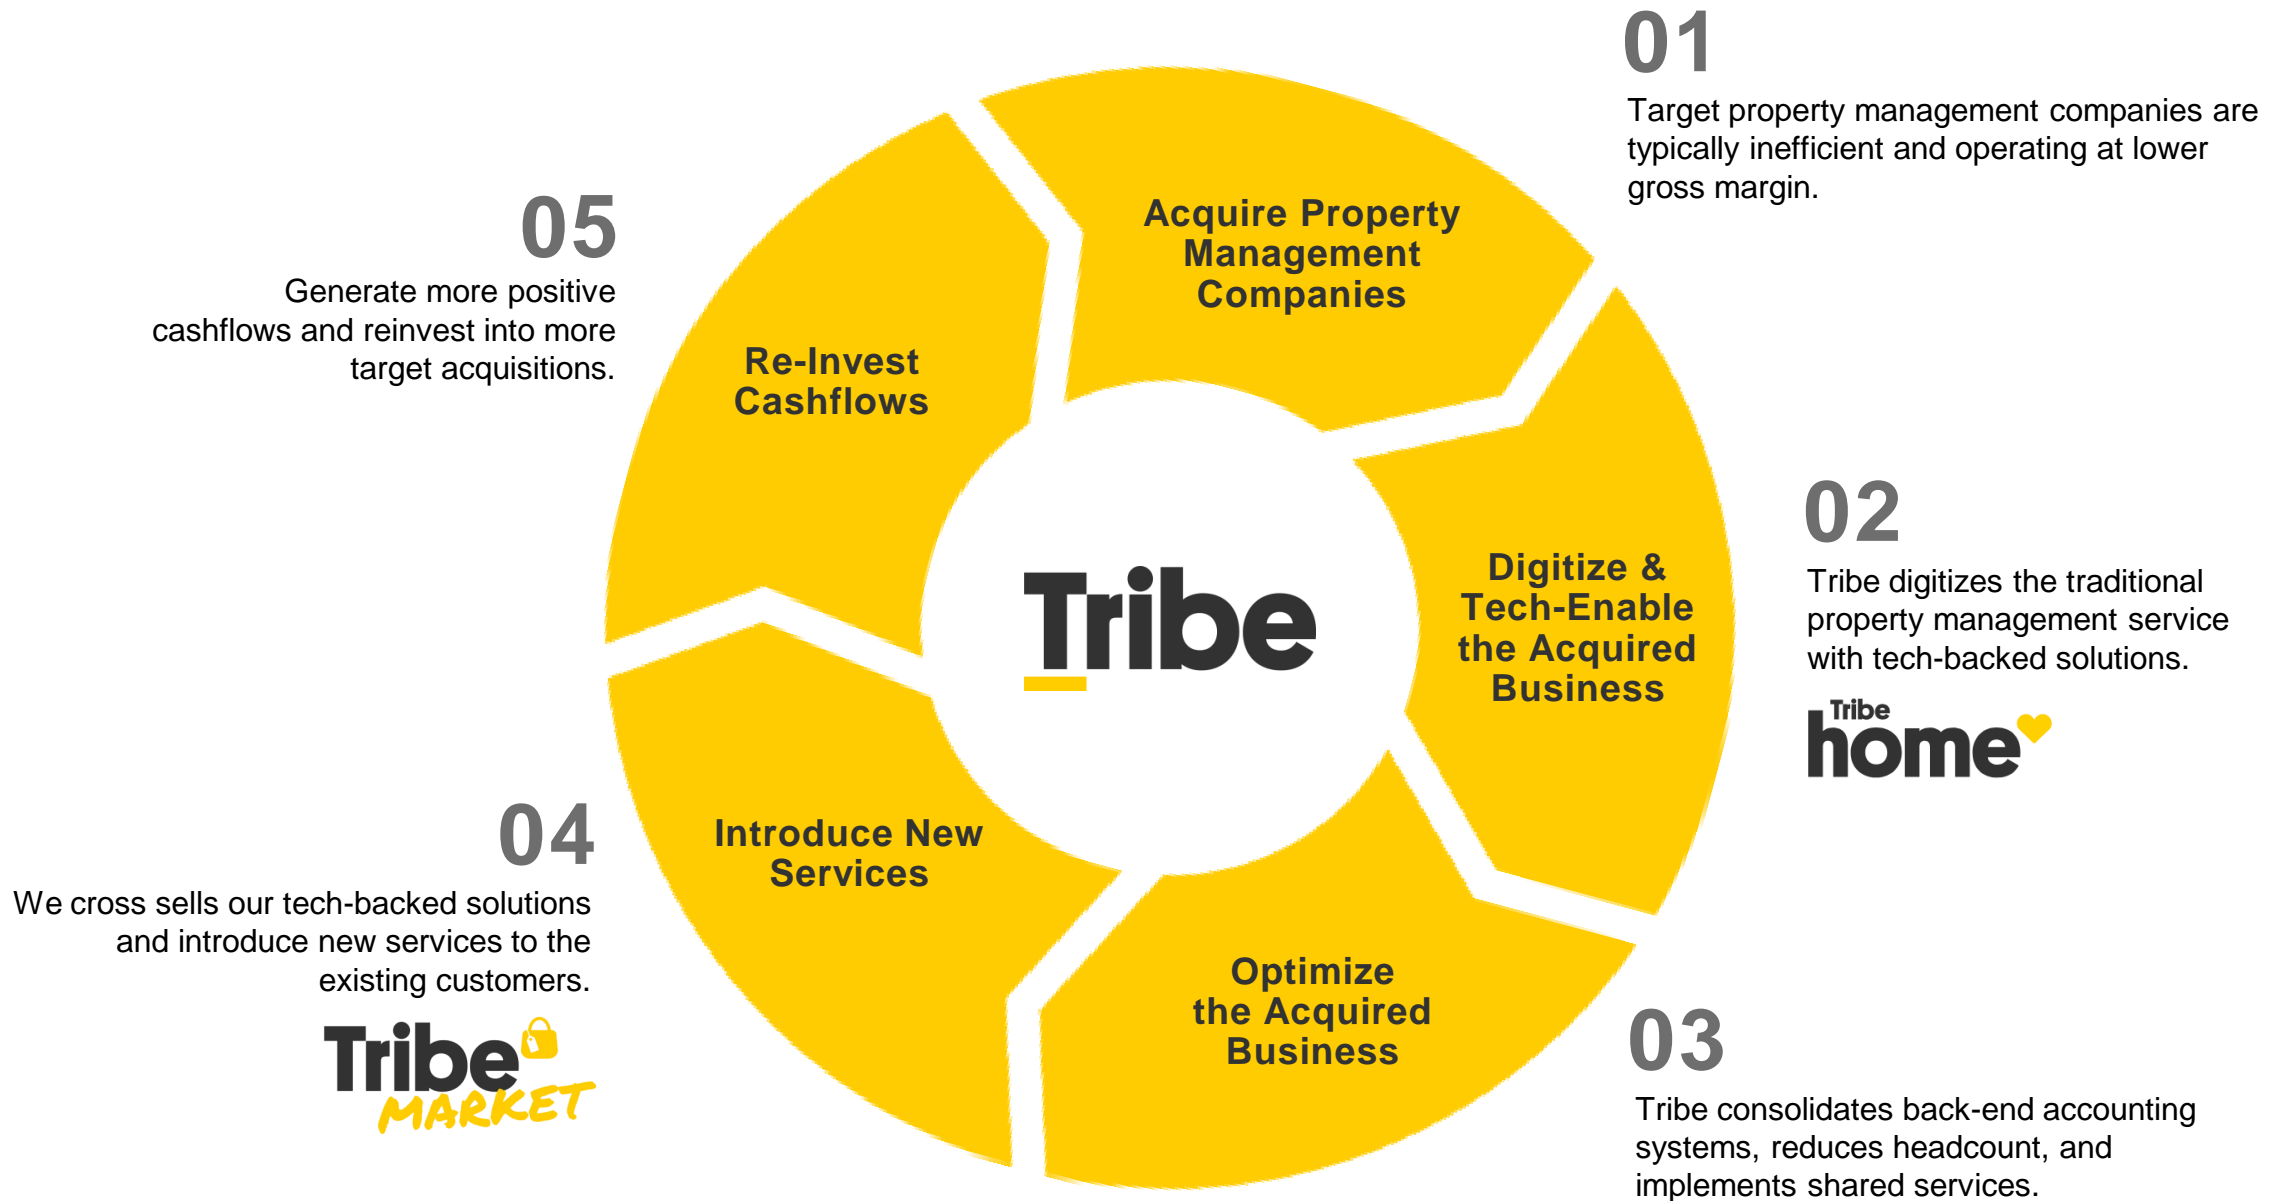 01
Target property management companies are
typically inefficient and operating at lower
gross margin.
Acquire Property
Management
Companies
02
Tribe digitizes the traditional
property management service
with tech-backed solutions.
Tribe
home
Digitize &
Tech-Enable
the Acquired
Business
03
Tribe consolidates back-end accounting
systems, reduces headcount, and
implements shared services.
Optimize
the Acquired
Business
04
We cross sells our tech-backed solutions
and introduce new services to the
existing customers.
Tribe
MARKET
Introduce New
Services
05
Generate more positive
cashflows and reinvest into more
target acquisitions.
Re-Invest
Cashflows
Tribe